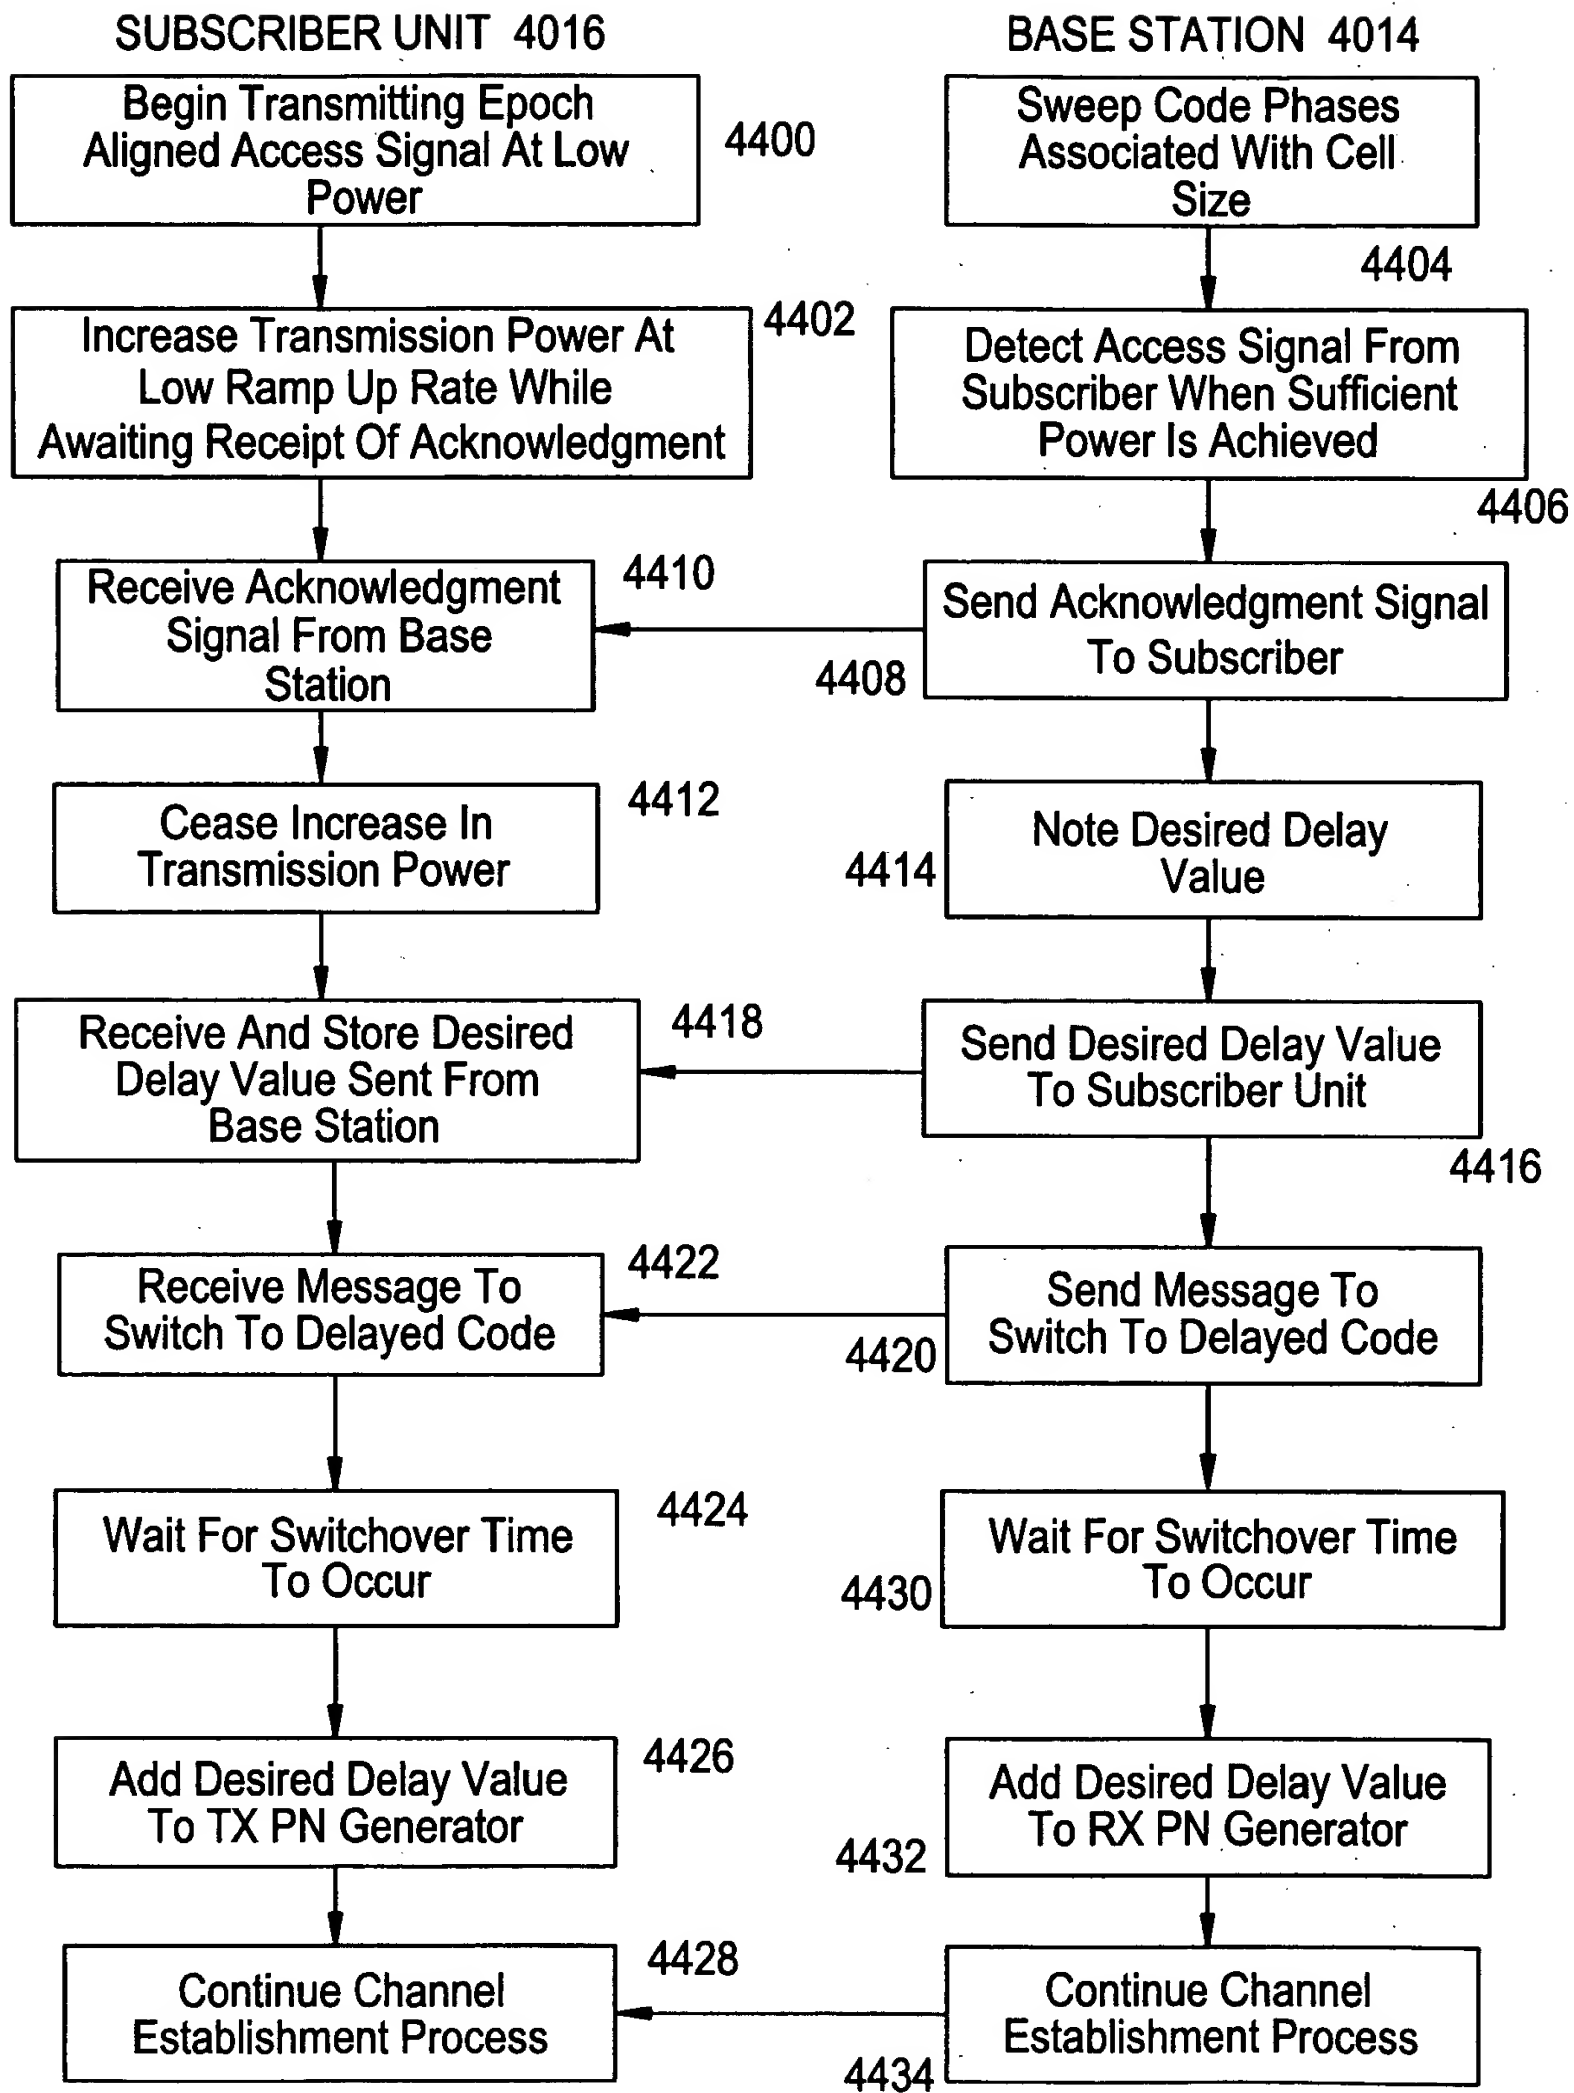 SUBSCRIBER UNIT 4016
BASE STATION 4014
Begin Transmitting Epoch
Aligned Access Signal At Low
Power
4400
Sweep Code Phases
Associated With Cell
Size
4404
Increase Transmission Power At
Low Ramp Up Rate While
Awaiting Receipt Of Acknowledgment
4402
Detect Access Signal From
Subscriber When Sufficient
Power Is Achieved
4406
Receive Acknowledgment
Signal From Base
Station
4410
Send Acknowledgment Signal
To Subscriber
4408
Cease Increase In
Transmission Power
4412
Note Desired Delay
Value
4414
Receive And Store Desired
Delay Value Sent From
Base Station
4418
Send Desired Delay Value
To Subscriber Unit
4416
Receive Message To
Switch To Delayed Code
4422
Send Message To
Switch To Delayed Code
4420
Wait For Switchover Time
To Occur
4424
Wait For Switchover Time
To Occur
4430
Add Desired Delay Value
To TX PN Generator
4426
Add Desired Delay Value
To RX PN Generator
4432
Continue Channel
Establishment Process
4428
Continue Channel
Establishment Process
4434